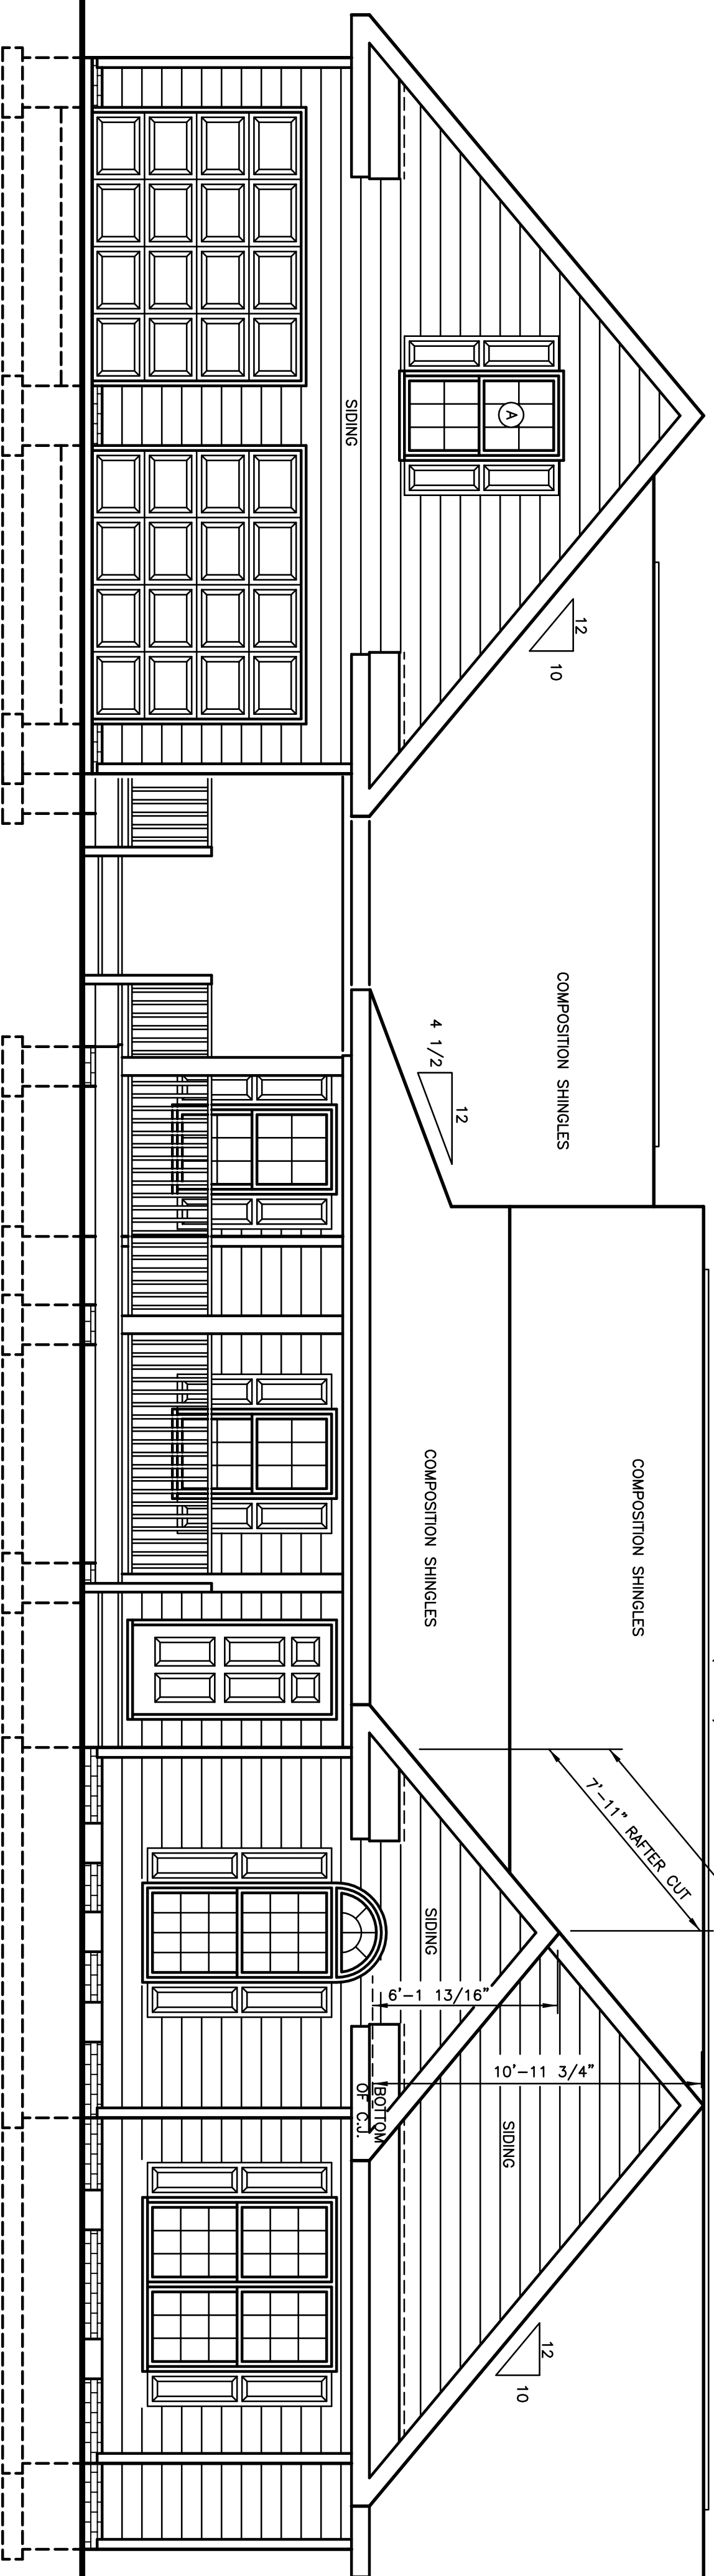 SIDING
A
12
10
COMPOSITION SHINGLES
4 1/2
12
COMPOSITION SHINGLES
COMPOSITION SHINGLES
7'-11" RAFTER CUT
SIDING
6'-1 13/16"
10'-11 3/4"
BOTTOM
OF C.J.
SIDING
12
10